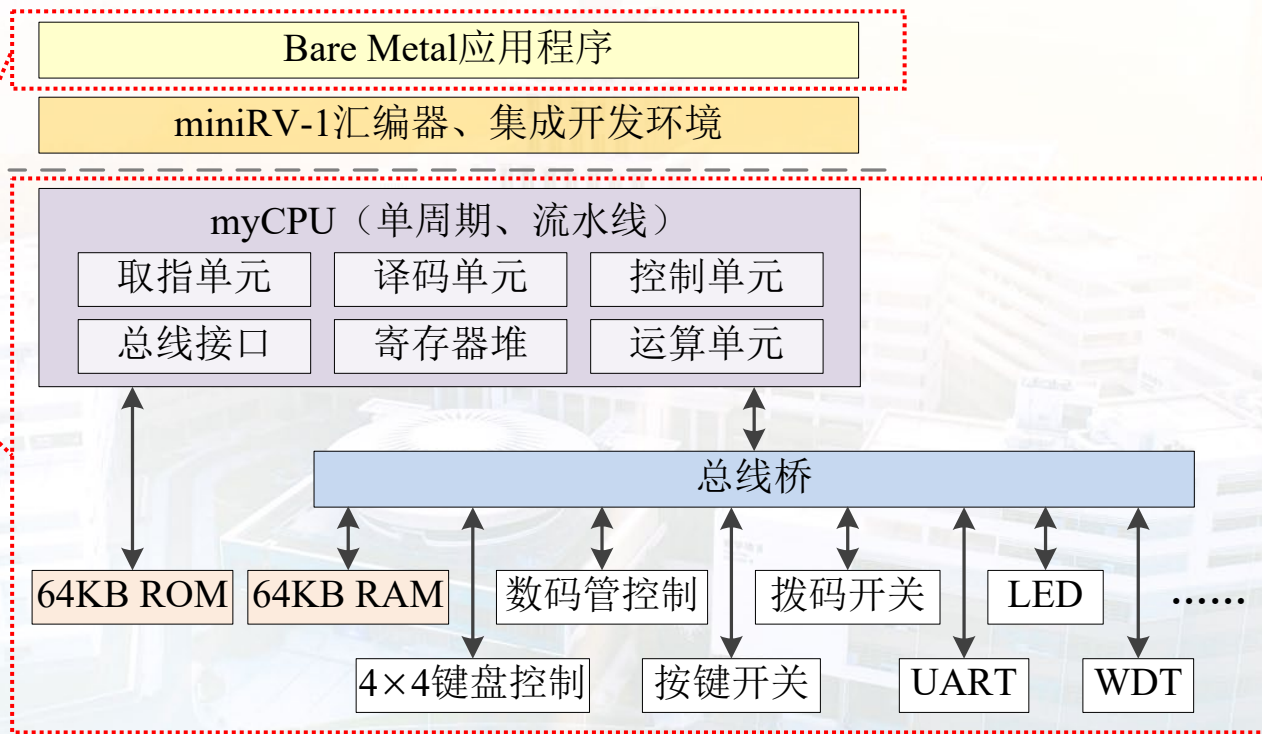 Bare Metal应用程序
miniRV-1汇编器、集成开发环境
myCPU（单周期、流水线）
取指单元 译码单元 控制单元
总线接口 寄存器堆 运算单元
总线桥
64KB ROM 64KB RAM 数码管控制 拨码开关 LED ……
4×4键盘控制 按键开关 UART WDT